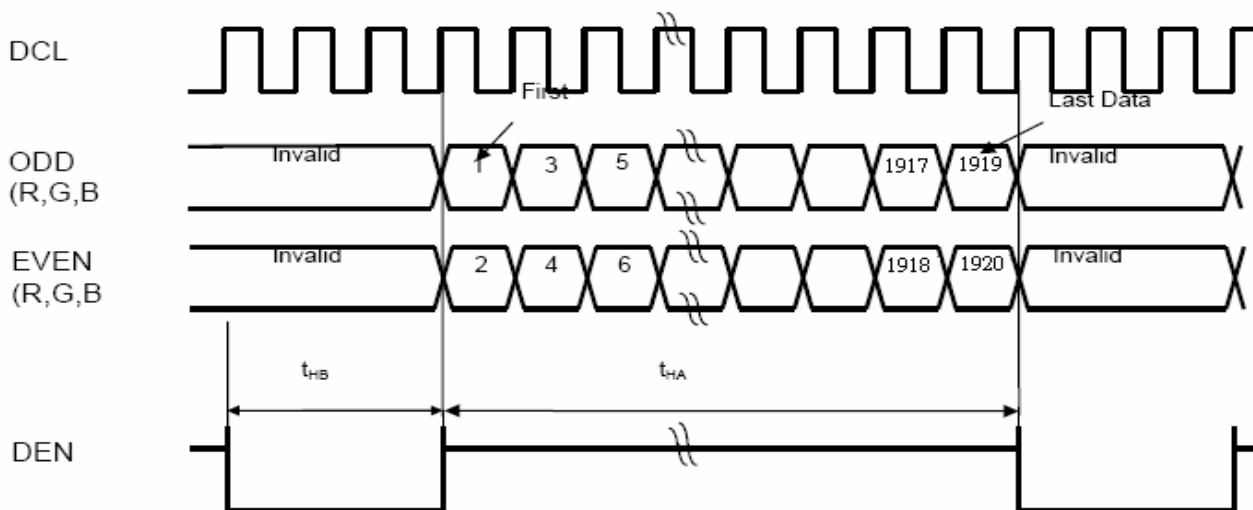 DCL
First
Last Data
ODD
(R,G,B
Invalid
1
3
5
1917
1919
Invalid
EVEN
(R,G,B
Invalid
2
4
6
1918
1920
Invalid
tHB
tHA
DEN